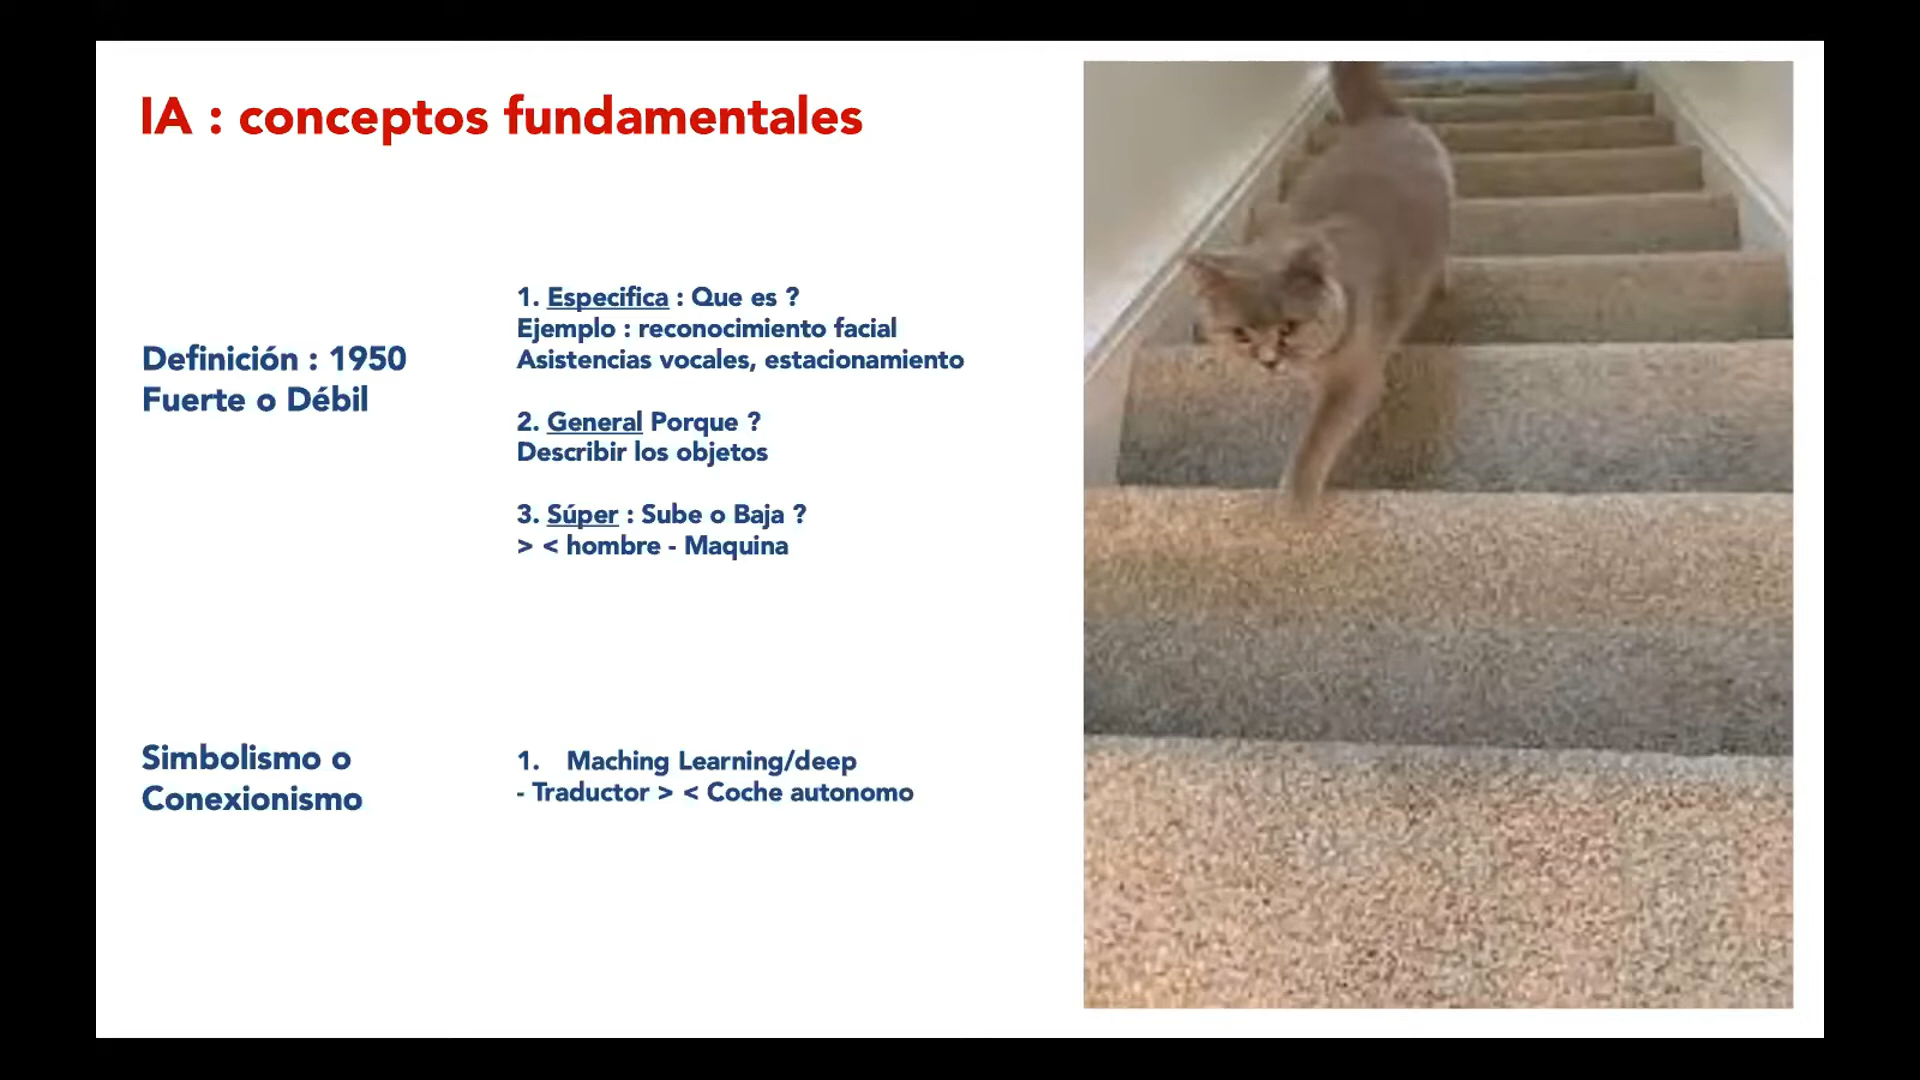 IA : conceptos fundamentales
Definición : 1950
Fuerte o Débil
1. Especifica : Que es ?
Ejemplo : reconocimiento facial
Asistencias vocales, estacionamiento
2. General Porque ?
Describir los objetos
3. Súper : Sube o Baja ?
> < hombre - Maquina
Simbolismo o
Conexionismo
1. Maching Learning/deep
- Traductor > < Coche autonomo